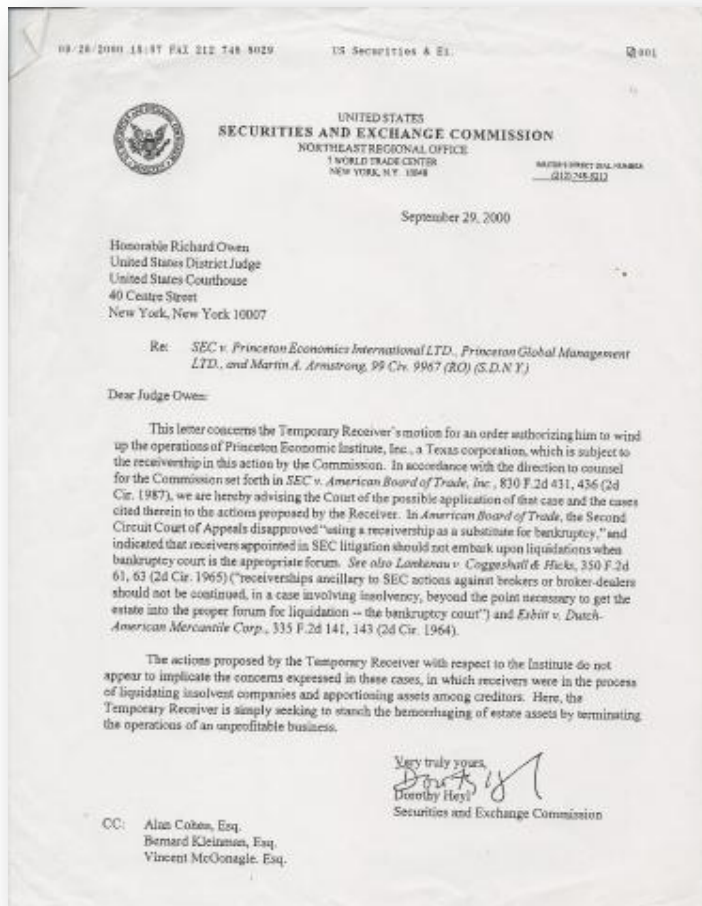 FAX 212 748 8029 US Securities &
001
UNITED STATES
SECURITIES AND EXCHANGE COMMISSION
NORTHEAST REGIONAL OFFICE
7 WORLD TRADE CENTER
NEW YORK, N.Y. 10048
WRITER'S DIRECT DIAL NUMBER
September 29, 2000
Honorable Richard Owen
United States District Judge
United States Courthouse
40 Centre Street
New York, New York 10007
Re: SEC v. Princeton Economics International LTD., Princeton Global Management
LTD., and Martin A. Armstrong, 99 Civ. 9967 (RO) (S.D.N.Y.)
Dear Judge Owen:
This letter concerns the Temporary Receiver's motion for an order authorizing him to wind
up the operations of Princeton Economic Institute, Inc., a Texas corporation, which is subject to
the receivership in this action by the Commission. In accordance with the direction to counsel
for the Commission set forth in SEC v. American Board of Trade, Inc., 830 F.2d 431, 436 (2d
Cir. 1987), we are hereby advising the Court of the possible application of that case and the cases
cited therein to the actions proposed by the Receiver. In American Board of Trade, the Second
Circuit Court of Appeals disapproved "using a receivership as a substitute for bankruptcy," and
indicated that receivers appointed in SEC litigation should not embark upon liquidations when
bankruptcy court is the appropriate forum. See also Lankenau v. Coggeshall & Hicks, 350 F.2d
61, 63 (2d Cir. 1965) ("receiverships ancillary to SEC actions against brokers or broker-dealers
should not be continued, in a case involving insolvency, beyond the point necessary to get the
estate into the proper forum for liquidation -- the bankruptcy court") and Esbitt v. Dutch-
American Mercantile Corp., 335 F.2d 141, 143 (2d Cir. 1964).
The actions proposed by the Temporary Receiver with respect to the Institute do not
appear to implicate the concerns expressed in these cases, in which receivers were in the process
of liquidating insolvent companies and apportioning assets among creditors. Here, the
Temporary Receiver is simply seeking to stanch the hemorrhaging of estate assets by terminating
the operations of an unprofitable business.
Very truly yours,
Dorothy Heyl
Securities and Exchange Commission
CC: Alan Cohen, Esq.
Bernard Kleinman, Esq.
Vincent McGonagle. Esq.